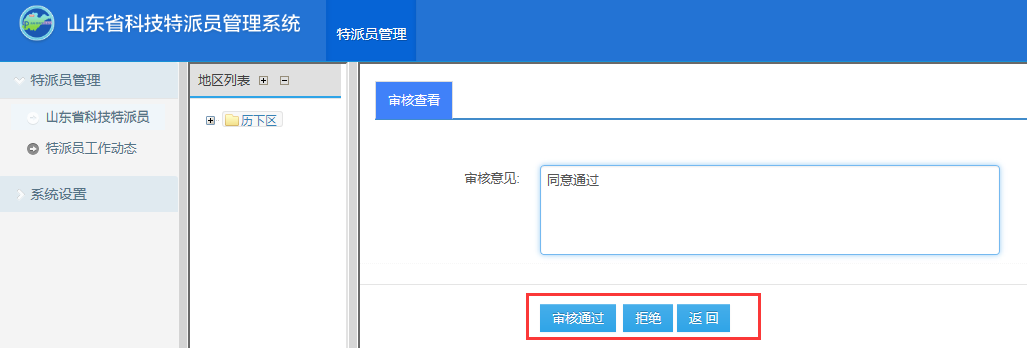 山东省科技特派员管理系统
特派员管理
特派员管理
山东省科技特派员
特派员工作动态
系统设置
地区列表
历下区
审核查看
审核意见:
同意通过
审核通过 拒绝 返 回